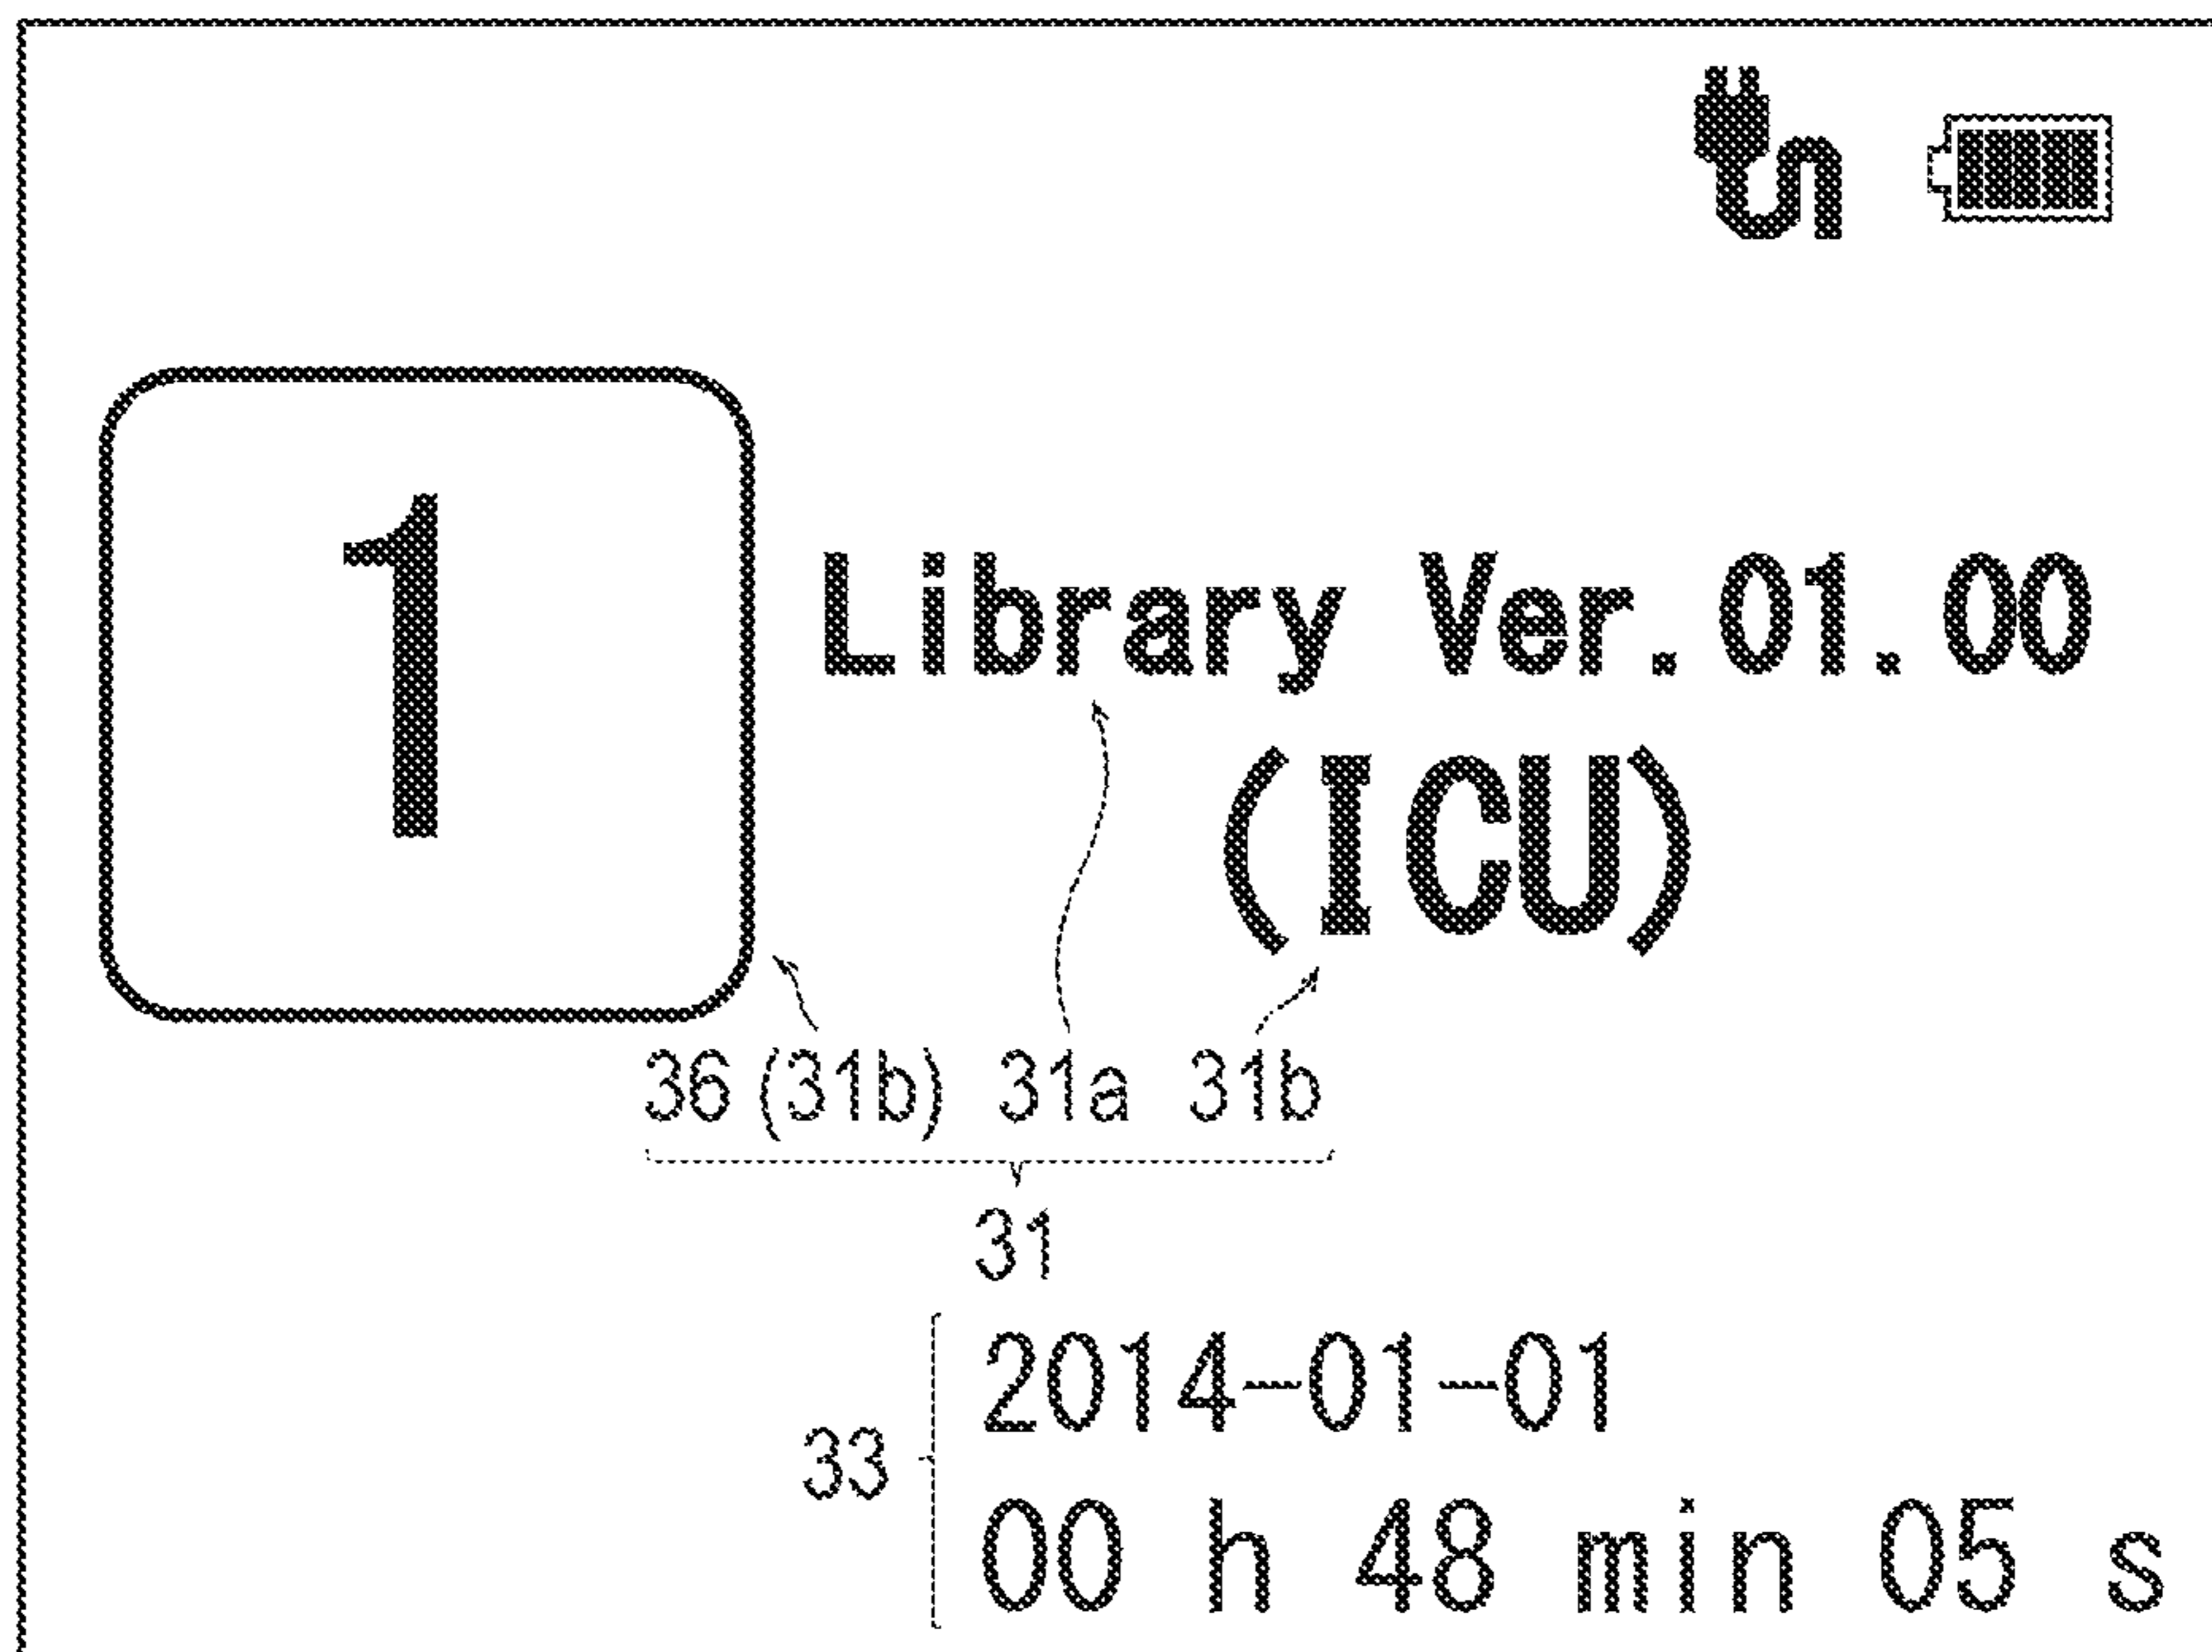 1
Library Ver.01.00
(ICU)
36(31b) 31a 31b
31
33
2014-01-01
00 h 48 min 05 s